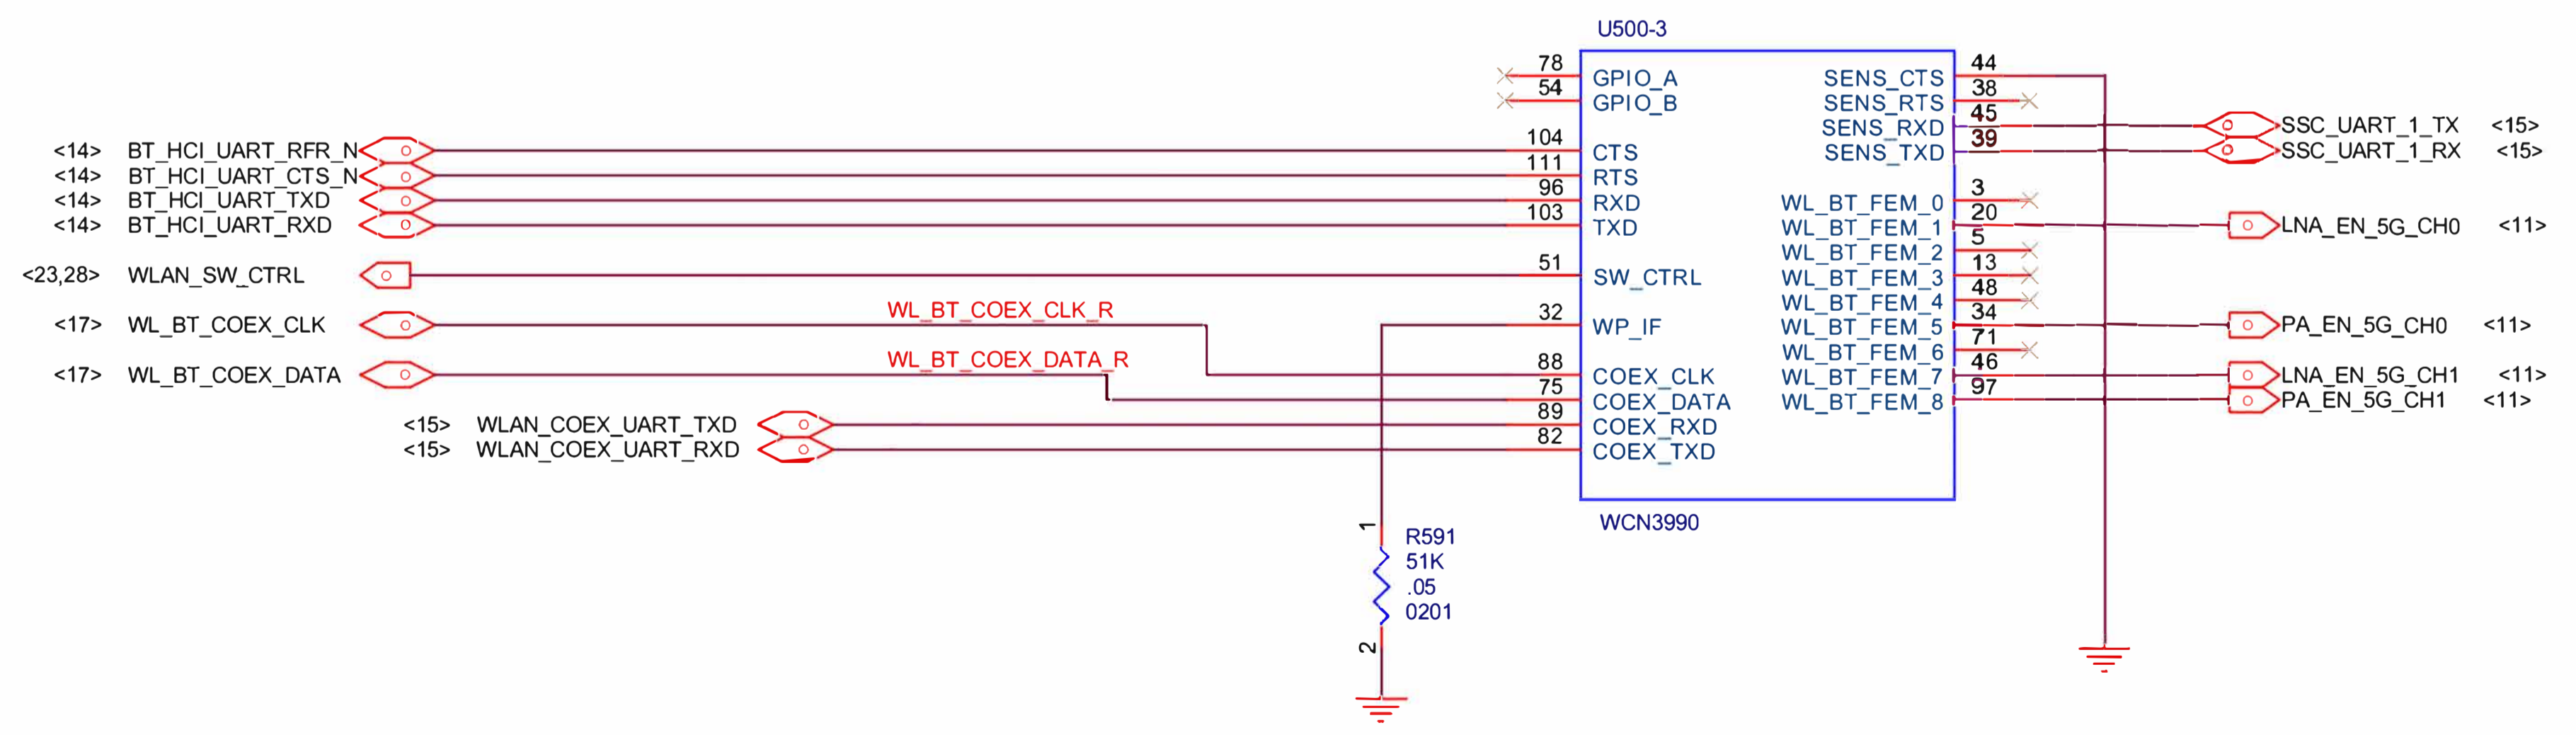 U500-3
78 GPIO_A SENS_CTS 44
54 GPIO_B SENS_RTS 38
SENS_RXD 45 SSC_UART_1_TX <15>
<14> BT_HCI_UART_RFR_N 104 CTS SENS_TXD 39 SSC_UART_1_RX <15>
<14> BT_HCI_UART_CTS_N 111 RTS
<14> BT_HCI_UART_TXD 96 RXD WL_BT_FEM_0 3
<14> BT_HCI_UART_RXD 103 TXD WL_BT_FEM_1 20 LNA_EN_5G_CH0 <11>
WL_BT_FEM_2 5
<23,28> WLAN_SW_CTRL 51 SW_CTRL WL_BT_FEM_3 13
WL_BT_FEM_4 48
<17> WL_BT_COEX_CLK WL_BT_COEX_CLK_R 32 WP_IF WL_BT_FEM_5 34 PA_EN_5G_CH0 <11>
WL_BT_FEM_6 71
<17> WL_BT_COEX_DATA WL_BT_COEX_DATA_R 88 COEX_CLK WL_BT_FEM_7 46 LNA_EN_5G_CH1 <11>
75 COEX_DATA WL_BT_FEM_8 97 PA_EN_5G_CH1 <11>
<15> WLAN_COEX_UART_TXD 89 COEX_RXD
<15> WLAN_COEX_UART_RXD 82 COEX_TXD
WCN3990
1
R591
51K
.05
0201
2